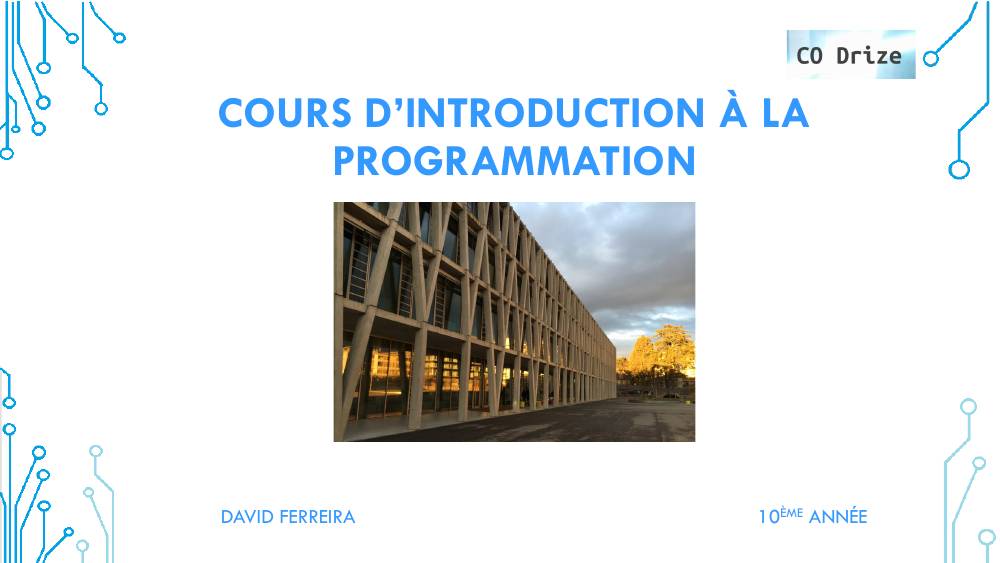 CO Drize
COURS D’INTRODUCTION À LA
PROGRAMMATION
DAVID FERREIRA
10ÈME ANNÉE